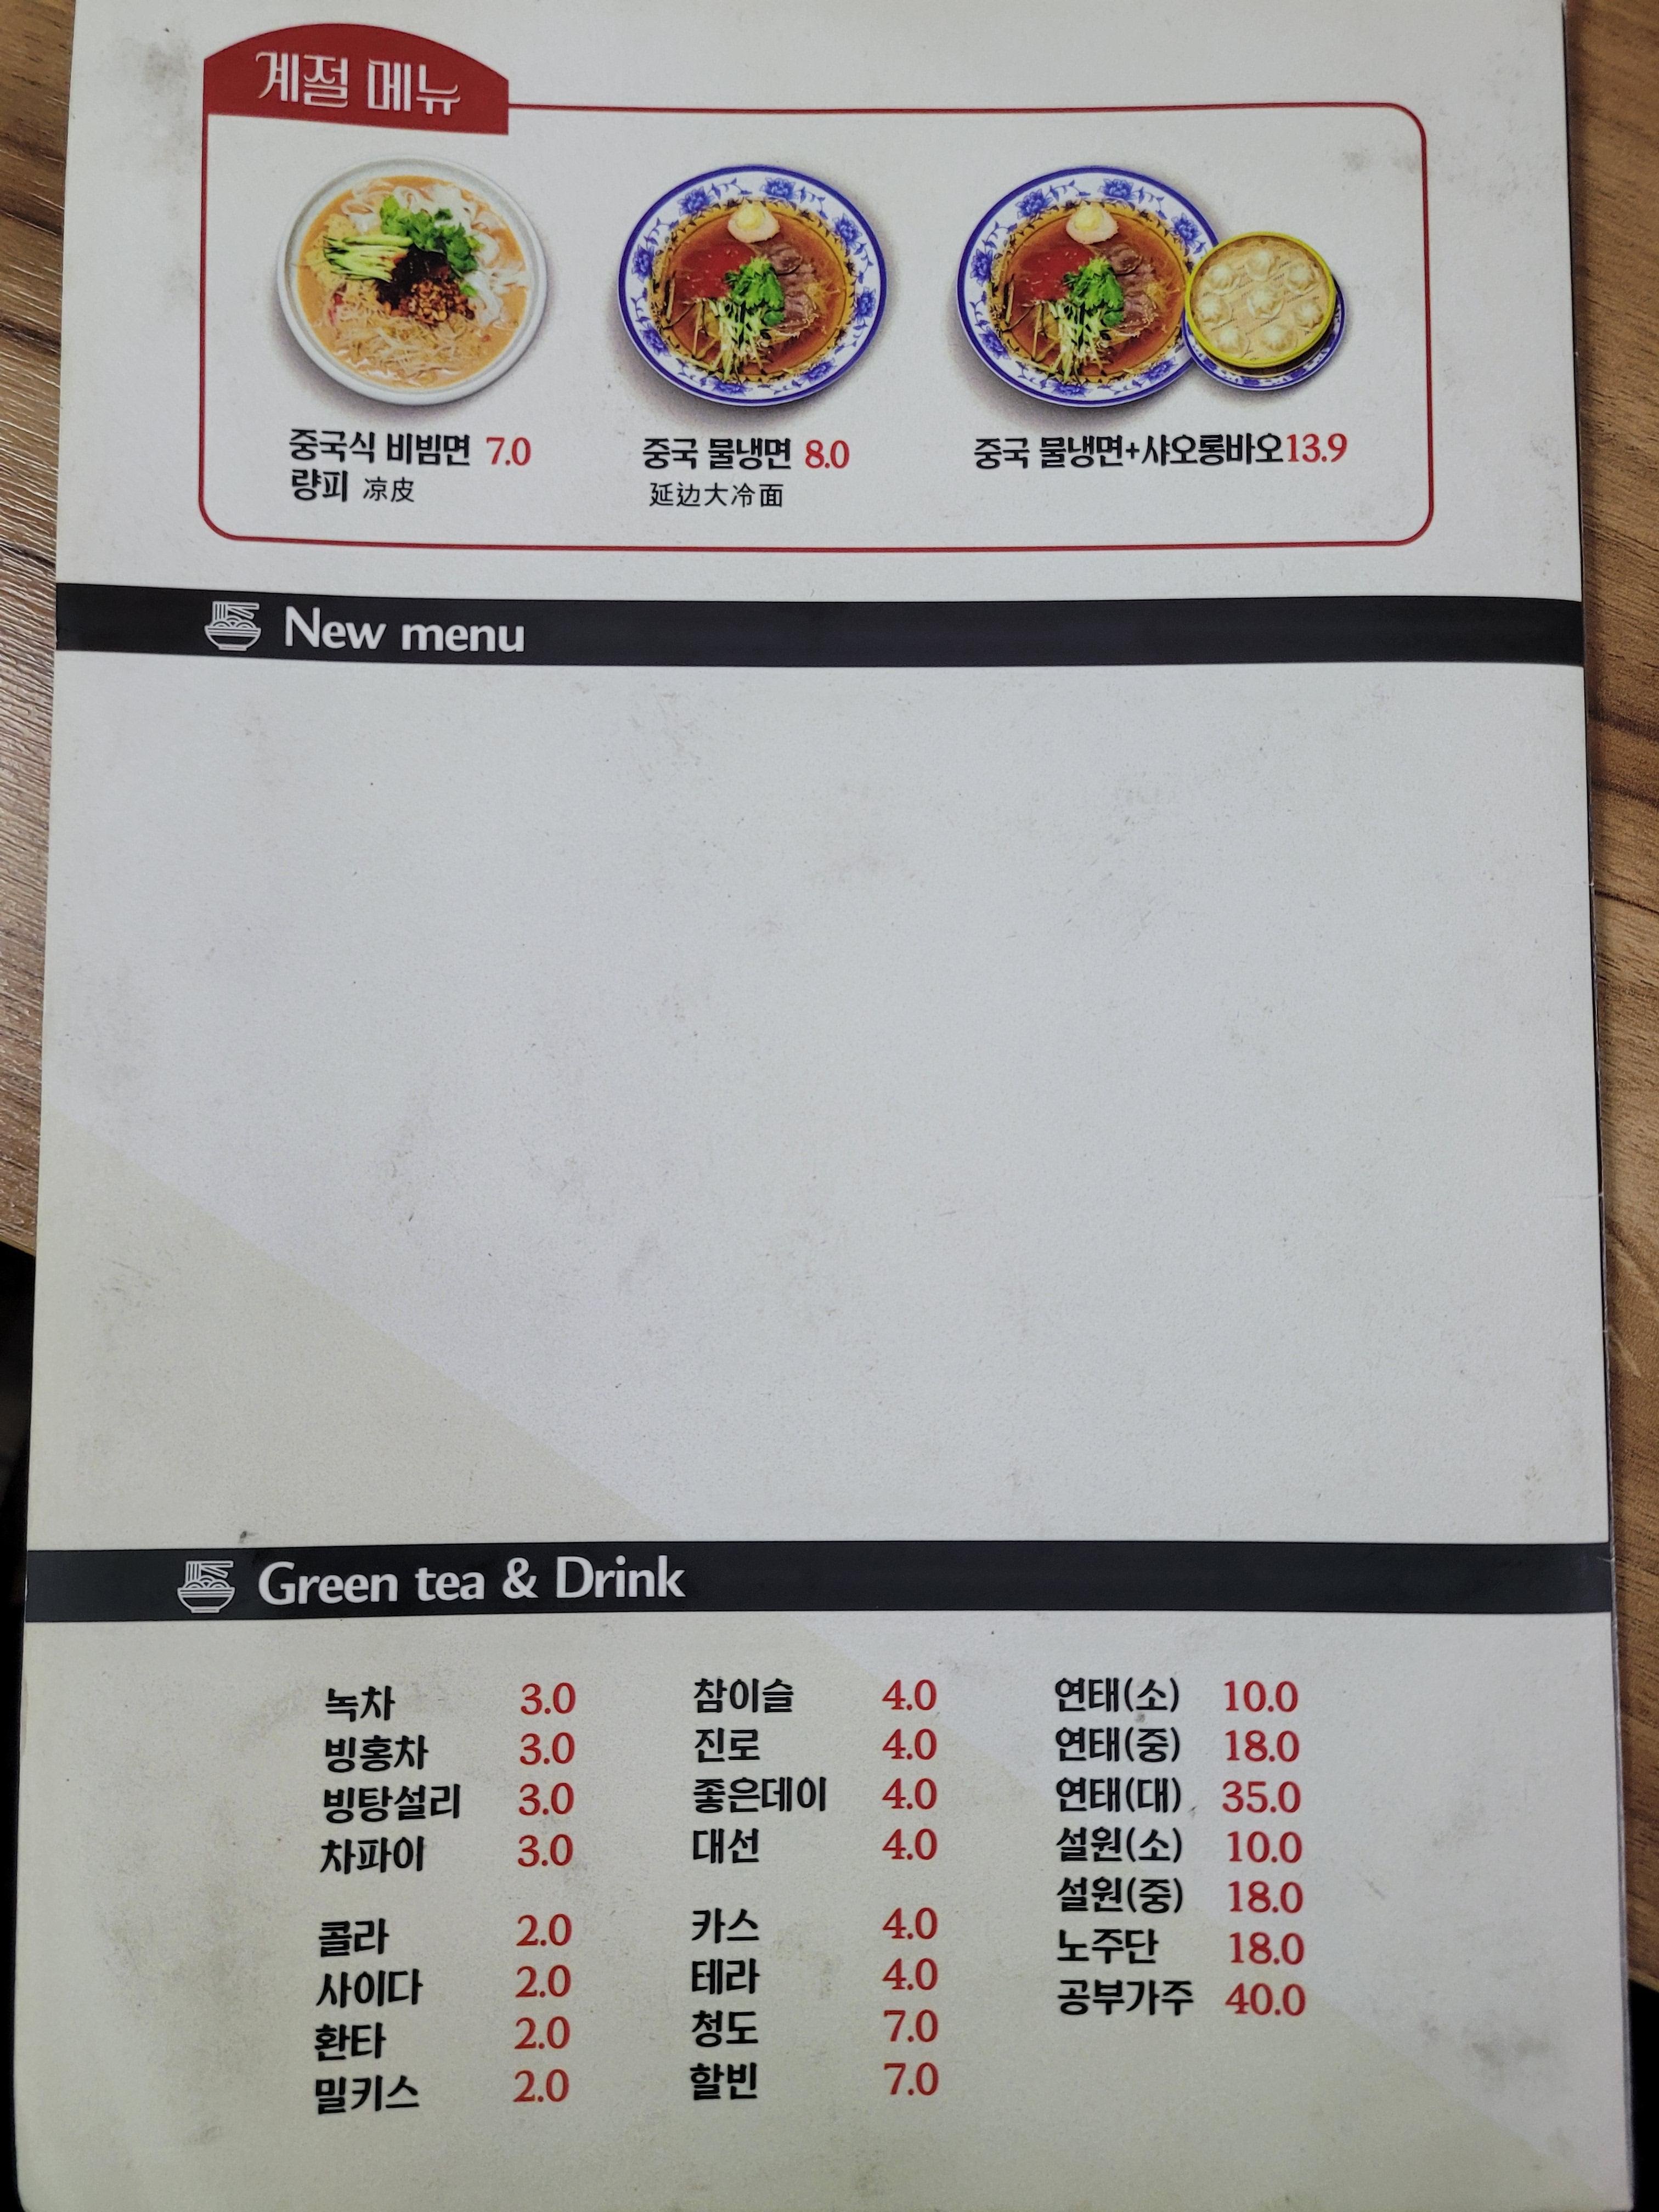 계절 메뉴
중국식 비빔면 7.0
량피 凉皮
중국 물냉면 8.0
延边大冷面
중국 물냉면+샤오롱바오13.9
New menu
Green tea & Drink
녹차 3.0
빙홍차 3.0
빙탕설리 3.0
차파이 3.0
콜라 2.0
사이다 2.0
환타 2.0
밀키스 2.0
참이슬 4.0
진로 4.0
좋은데이 4.0
대선 4.0
카스 4.0
테라 4.0
청도 7.0
할빈 7.0
연태(소) 10.0
연태(중) 18.0
연태(대) 35.0
설원(소) 10.0
설원(중) 18.0
노주단 18.0
공부가주 40.0